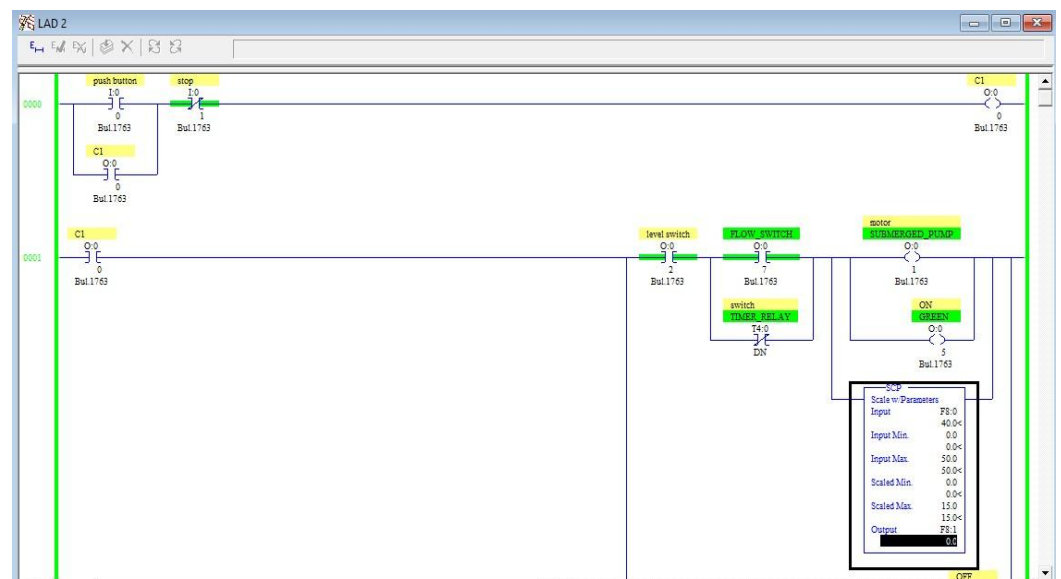 LAD 2
push button
I:0
0
Bul.1763
stop
I:0
1
Bul.1763
C1
O:0
0
Bul.1763
0000
C1
O:0
0
Bul.1763
0001
C1
O:0
0
Bul.1763
level switch
O:0
2
Bul.1763
FLOW_SWITCH
O:0
7
Bul.1763
switch
TIMER_RELAY
T4:0
DN
motor
SUBMERGED_PUMP
O:0
1
Bul.1763
ON
GREEN
O:0
5
Bul.1763
SCP
Scale w/Parameters
Input F8:0
40.0<
Input Min. 0.0
0.0<
Input Max. 50.0
50.0<
Scaled Min. 0.0
0.0<
Scaled Max. 15.0
15.0<
Output F8:1
0.0
OFF